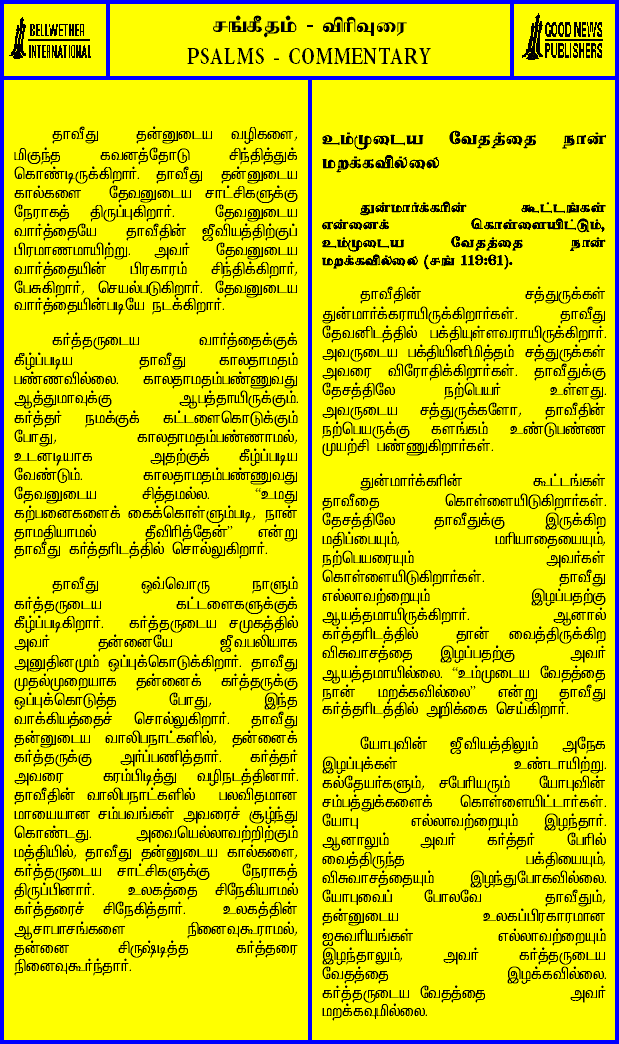 BELLWETHER
INTERNATIONAL
சங்கீதம் - விரிவுரை
PSALMS - COMMENTARY
GOOD NEWS
PUBLISHERS
தாவீது தன்னுடைய வழிகளை,
மிகுந்த கவனத்தோடு சிந்தித்துக்
கொண்டிருக்கிறார். தாவீது தன்னுடைய
கால்களை தேவனுடைய சாட்சிகளுக்கு
நேராகத் திருப்புகிறார். தேவனுடைய
வார்த்தையே தாவீதின் ஜீவியத்திற்குப்
பிரமாணமாயிற்று. அவர் தேவனுடைய
வார்த்தையின் பிரகாரம் சிந்திக்கிறார்,
பேசுகிறார், செயல்படுகிறார். தேவனுடைய
வார்த்தையின்படியே நடக்கிறார்.
கர்த்தருடைய வார்த்தைக்குக்
கீழ்ப்படிய தாவீது காலதாமதம்
பண்ணவில்லை. காலதாமதம்பண்ணுவது
ஆத்துமாவுக்கு ஆபத்தாயிருக்கும்.
கர்த்தர் நமக்குக் கட்டளைகொடுக்கும்
போது, காலதாமதம்பண்ணாமல்,
உடனடியாக அதற்குக் கீழ்ப்படிய
வேண்டும். காலதாமதம்பண்ணுவது
தேவனுடைய சித்தமல்ல. “உமது
கற்பனைகளைக் கைக்கொள்ளும்படி, நான்
தாமதியாமல் தீவிரித்தேன்” என்று
தாவீது கர்த்தரிடத்தில் சொல்லுகிறார்.
தாவீது ஒவ்வொரு நாளும்
கர்த்தருடைய கட்டளைகளுக்குக்
கீழ்ப்படிகிறார். கர்த்தருடைய சமுகத்தில்
அவர் தன்னையே ஜீவபலியாக
அனுதினமும் ஒப்புக்கொடுக்கிறார். தாவீது
முதல்முறையாக தன்னைக் கர்த்தருக்கு
ஒப்புக்கொடுத்த போது, இந்த
வாக்கியத்தைச் சொல்லுகிறார். தாவீது
தன்னுடைய வாலிபநாட்களில், தன்னைக்
கர்த்தருக்கு அர்ப்பணித்தார். கர்த்தர்
அவரை கரம்பிடித்து வழிநடத்தினார்.
தாவீதின் வாலிபநாட்களில் பலவிதமான
மாயையான சம்பவங்கள் அவரைச் சூழ்ந்து
கொண்டது. அவையெல்லாவற்றிற்கும்
மத்தியில், தாவீது தன்னுடைய கால்களை,
கர்த்தருடைய சாட்சிகளுக்கு நேராகத்
திருப்பினார். உலகத்தை சிநேகியாமல்
கர்த்தரைச் சிநேகித்தார். உலகத்தின்
ஆசாபாசங்களை நினைவுகூராமல்,
தன்னை சிருஷ்டித்த கர்த்தரை
நினைவுகூர்ந்தார்.
உம்முடைய வேதத்தை நான்
மறக்கவில்லை
துன்மார்க்கரின் கூட்டங்கள்
என்னைக் கொள்ளையிட்டும்,
உம்முடைய வேதத்தை நான்
மறக்கவில்லை (சங் 119:61).
தாவீதின் சத்துருக்கள்
துன்மார்க்கராயிருக்கிறார்கள். தாவீது
தேவனிடத்தில் பக்தியுள்ளவராயிருக்கிறார்.
அவருடைய பக்தியினிமித்தம் சத்துருக்கள்
அவரை விரோதிக்கிறார்கள். தாவீதுக்கு
தேசத்திலே நற்பெயர் உள்ளது.
அவருடைய சத்துருக்களோ, தாவீதின்
நற்பெயருக்கு களங்கம் உண்டுபண்ண
முயற்சி பண்ணுகிறார்கள்.
துன்மார்க்கரின் கூட்டங்கள்
தாவீதை கொள்ளையிடுகிறார்கள்.
தேசத்திலே தாவீதுக்கு இருக்கிற
மதிப்பையும், மரியாதையையும்,
நற்பெயரையும் அவர்கள்
கொள்ளையிடுகிறார்கள். தாவீது
எல்லாவற்றையும் இழப்பதற்கு
ஆயத்தமாயிருக்கிறார். ஆனால்
கர்த்தரிடத்தில் தான் வைத்திருக்கிற
விசுவாசத்தை இழப்பதற்கு அவர்
ஆயத்தமாயில்லை. “உம்முடைய வேதத்தை
நான் மறக்கவில்லை” என்று தாவீது
கர்த்தரிடத்தில் அறிக்கை செய்கிறார்.
யோபுவின் ஜீவியத்திலும் அநேக
இழப்புக்கள் உண்டாயிற்று.
கல்தேயர்களும், சபேரியரும் யோபுவின்
சம்பத்துக்களைக் கொள்ளையிட்டார்கள்.
யோபு எல்லாவற்றையும் இழந்தார்.
ஆனாலும் அவர் கர்த்தர் பேரில்
வைத்திருந்த பக்தியையும்,
விசுவாசத்தையும் இழந்துபோகவில்லை.
யோபுவைப் போலவே தாவீதும்,
தன்னுடைய உலகப்பிரகாரமான
ஐசுவரியங்கள் எல்லாவற்றையும்
இழந்தாலும், அவர் கர்த்தருடைய
வேதத்தை இழக்கவில்லை.
கர்த்தருடைய வேதத்தை அவர்
மறக்கவுமில்லை.